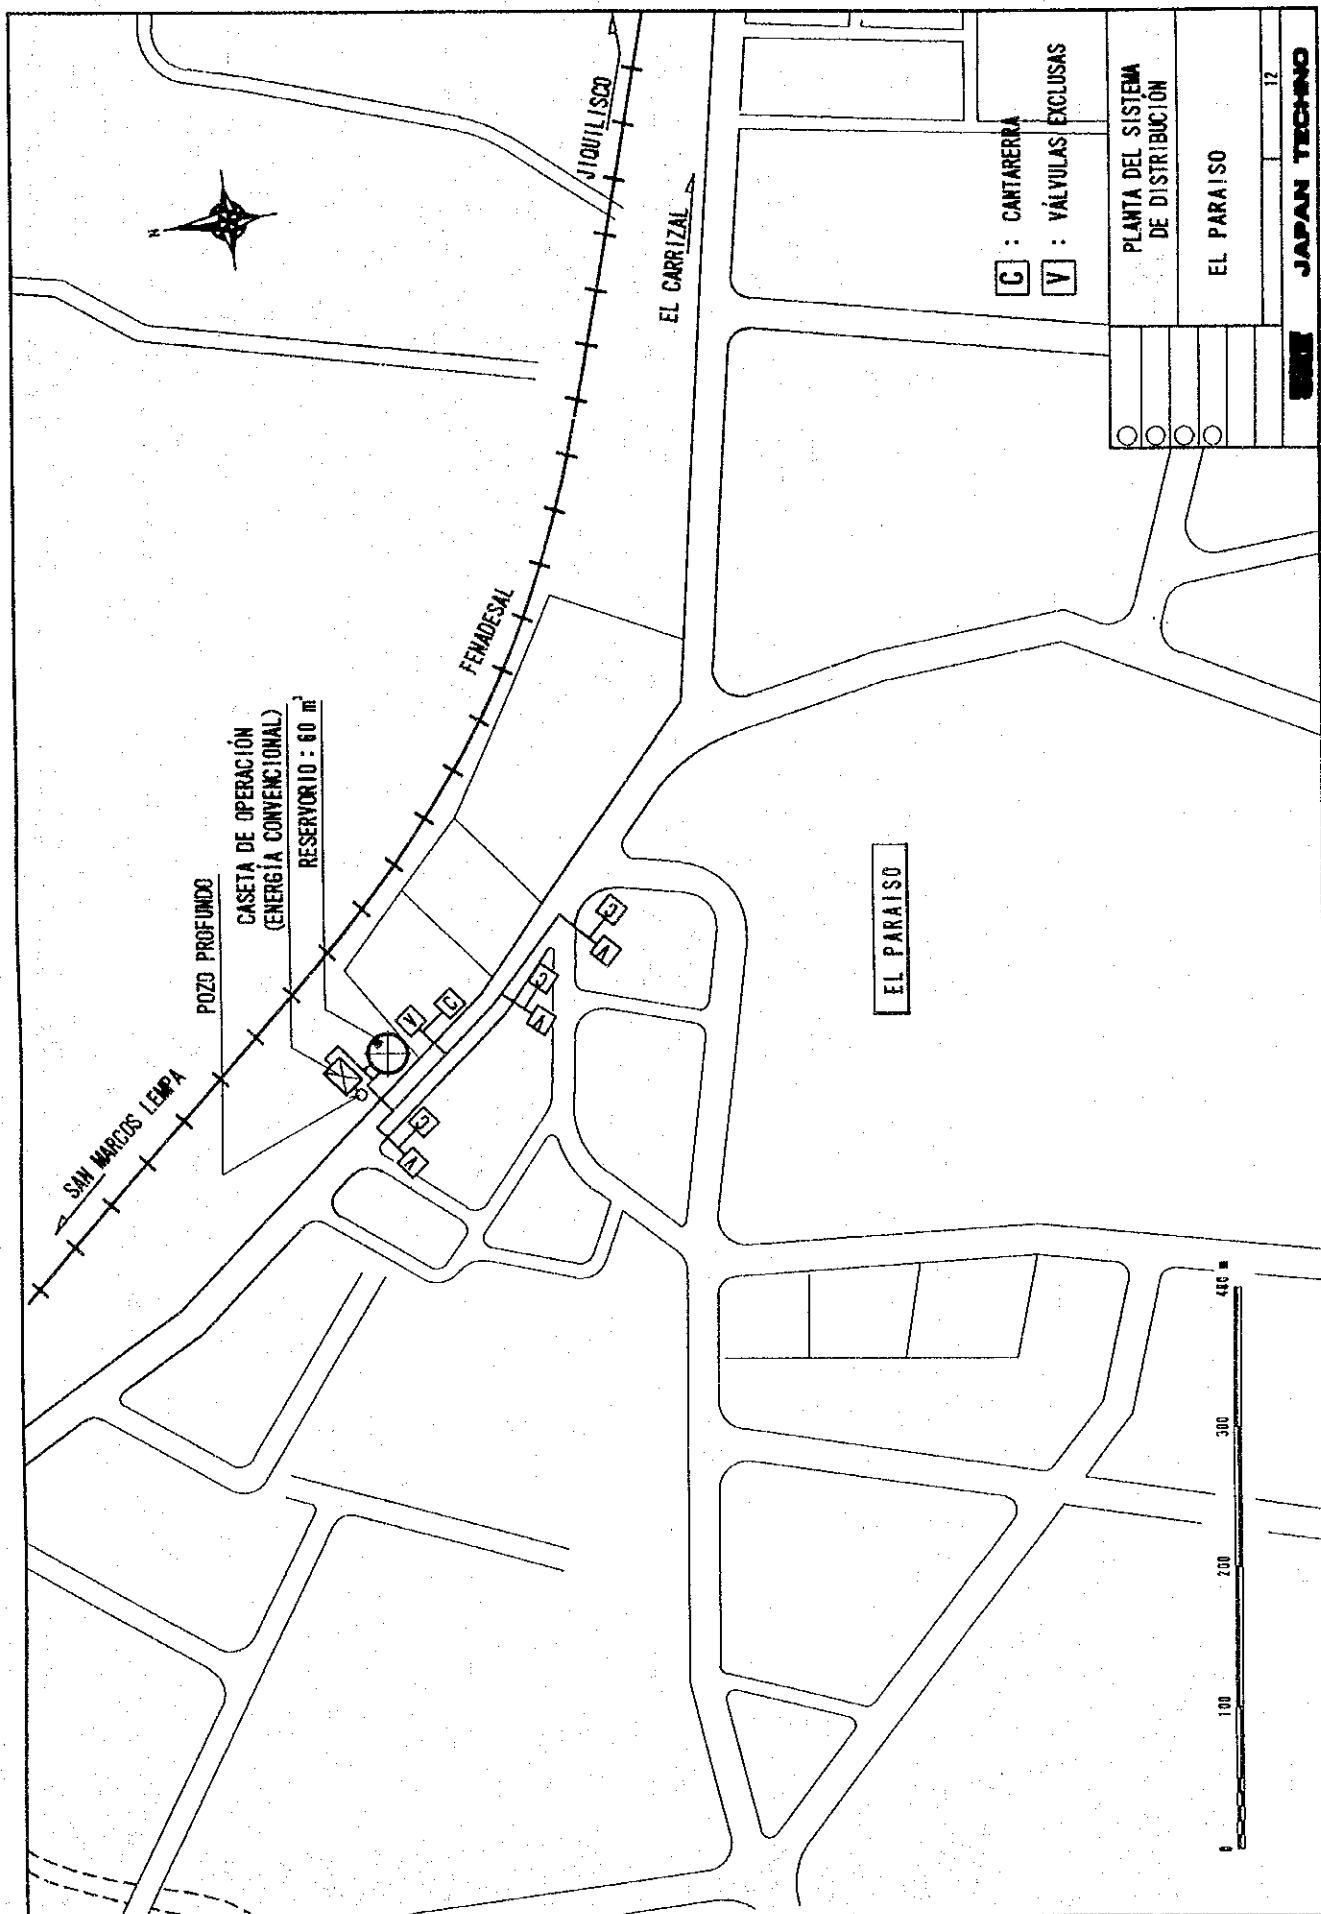 N
JIQUILISCO
EL CARRIZAL
FENADESAL
SAN MARCOS LEMPA
POZO PROFUNDO
CASETA DE OPERACIÓN
(ENERGÍA CONVENCIONAL)
RESERVORIO : 60 m³
V
C
V
C
V
C
V
C
EL PARAISO
C : CANTARERRA
V : VÁLVULAS EXCLUSAS
0 100 200 300 400 m
PLANTA DEL SISTEMA
DE DISTRIBUCIÓN
EL PARAISO
12
JAPAN TECHNO